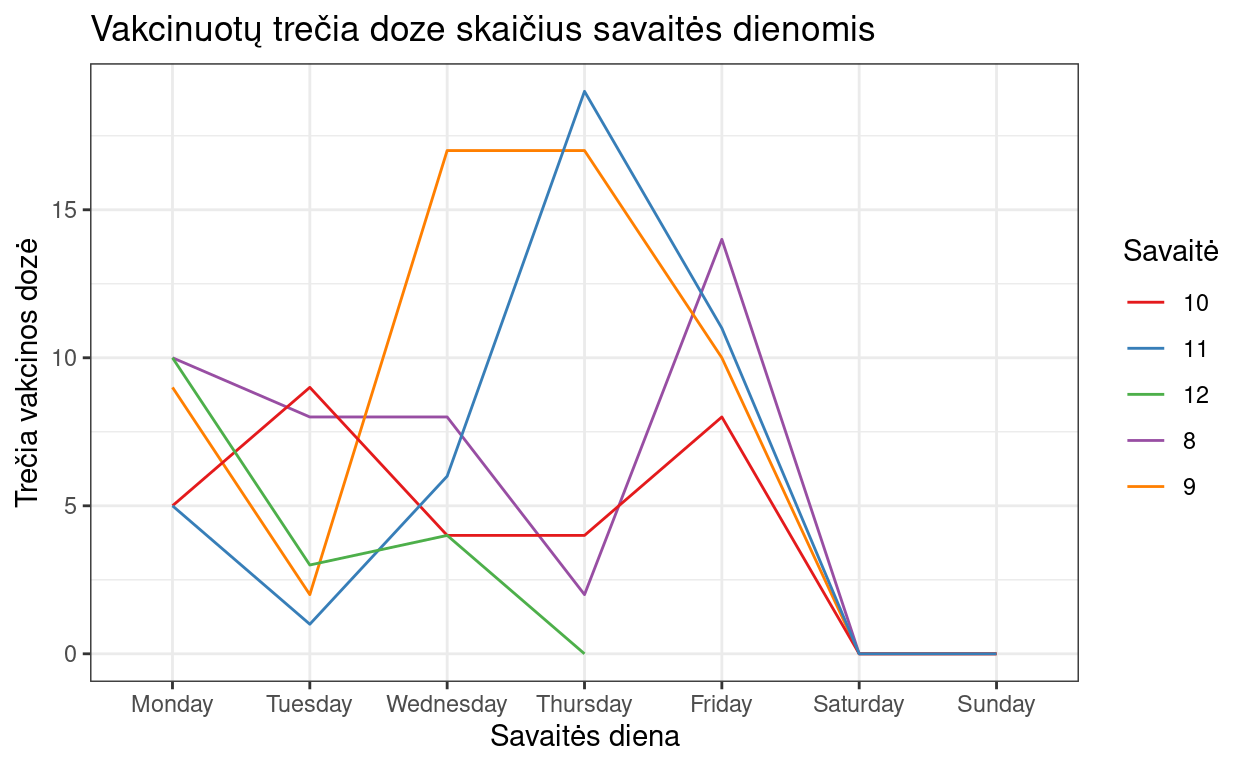 Vakcinuotų trečia doze skaičius savaitės dienomis
Trečia vakcinos dozė
15
10
5
0
Monday Tuesday Wednesday Thursday Friday Saturday Sunday
Savaitės diena
Savaitė
10
11
12
8
9